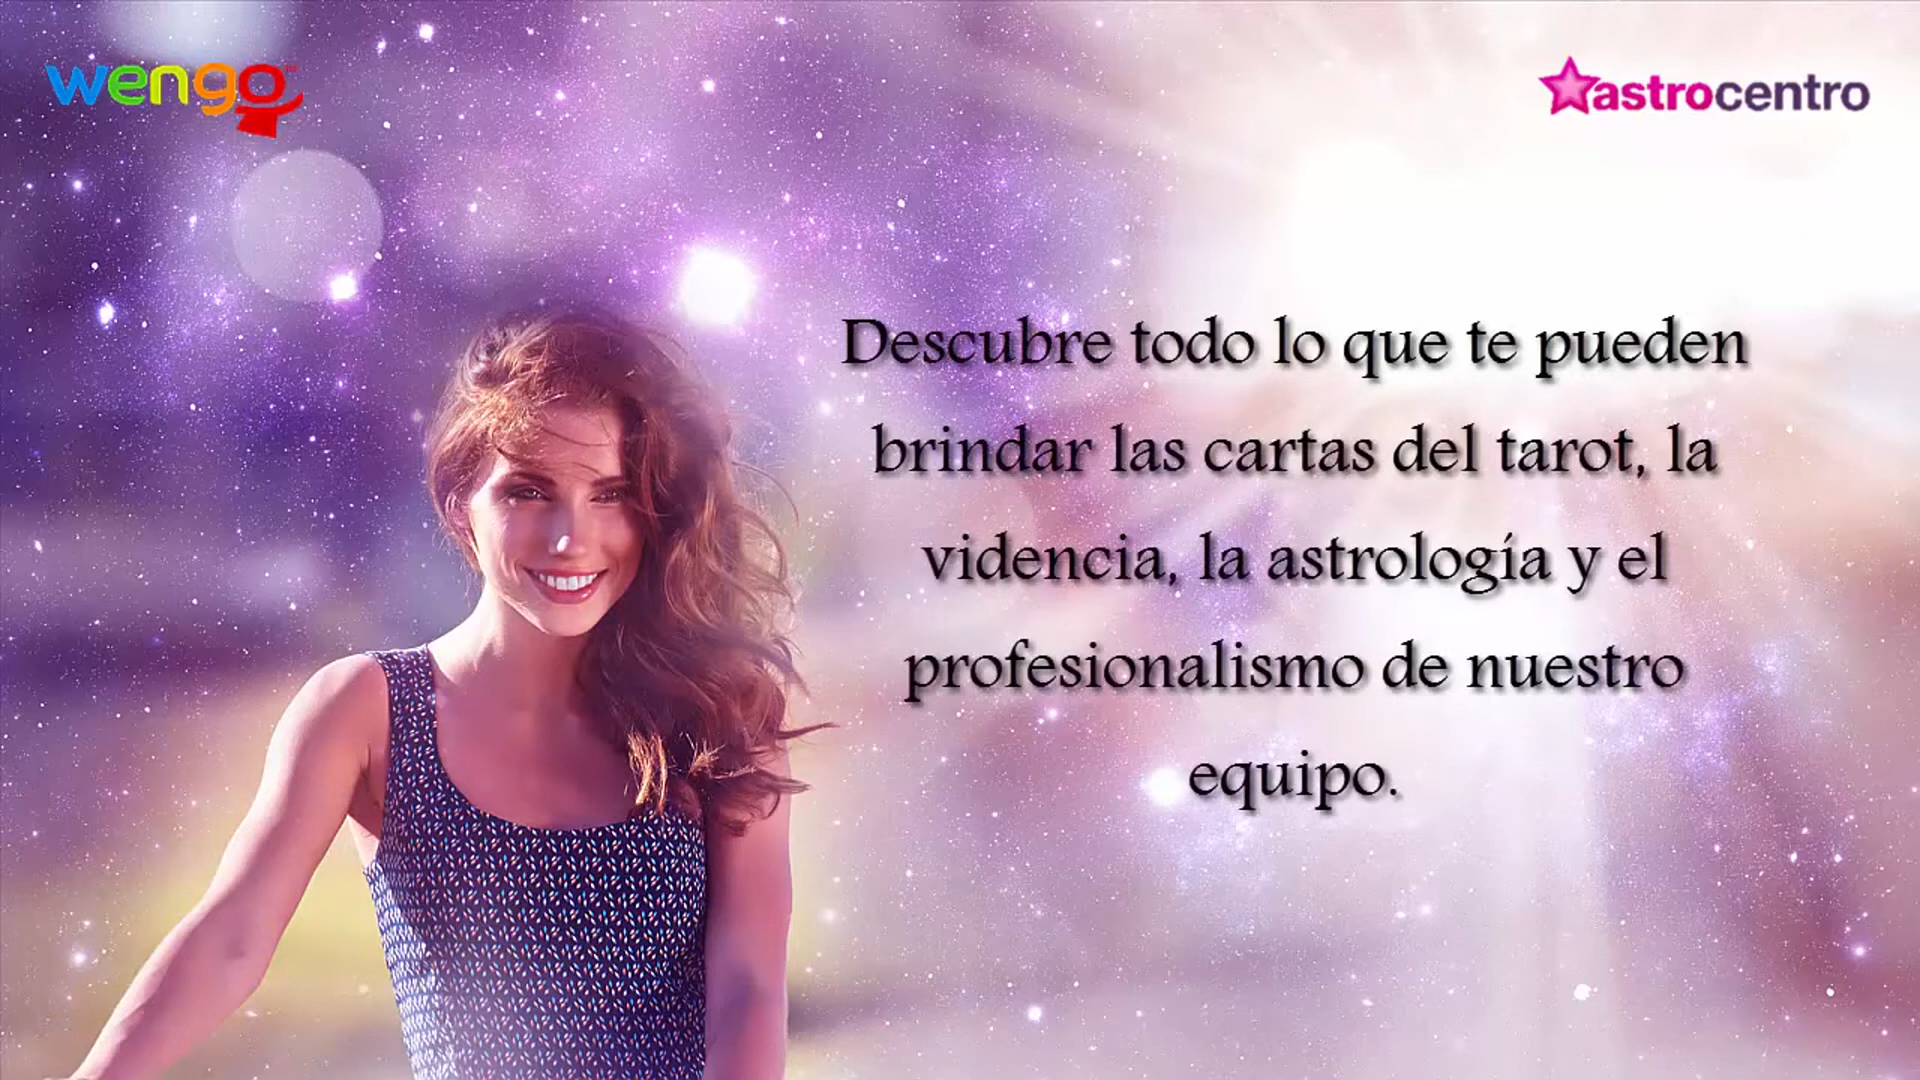 wengo
astrocentro
Descubre todo lo que te pueden
brindar las cartas del tarot, la
videncia, la astrología y el
profesionalismo de nuestro
equipo.